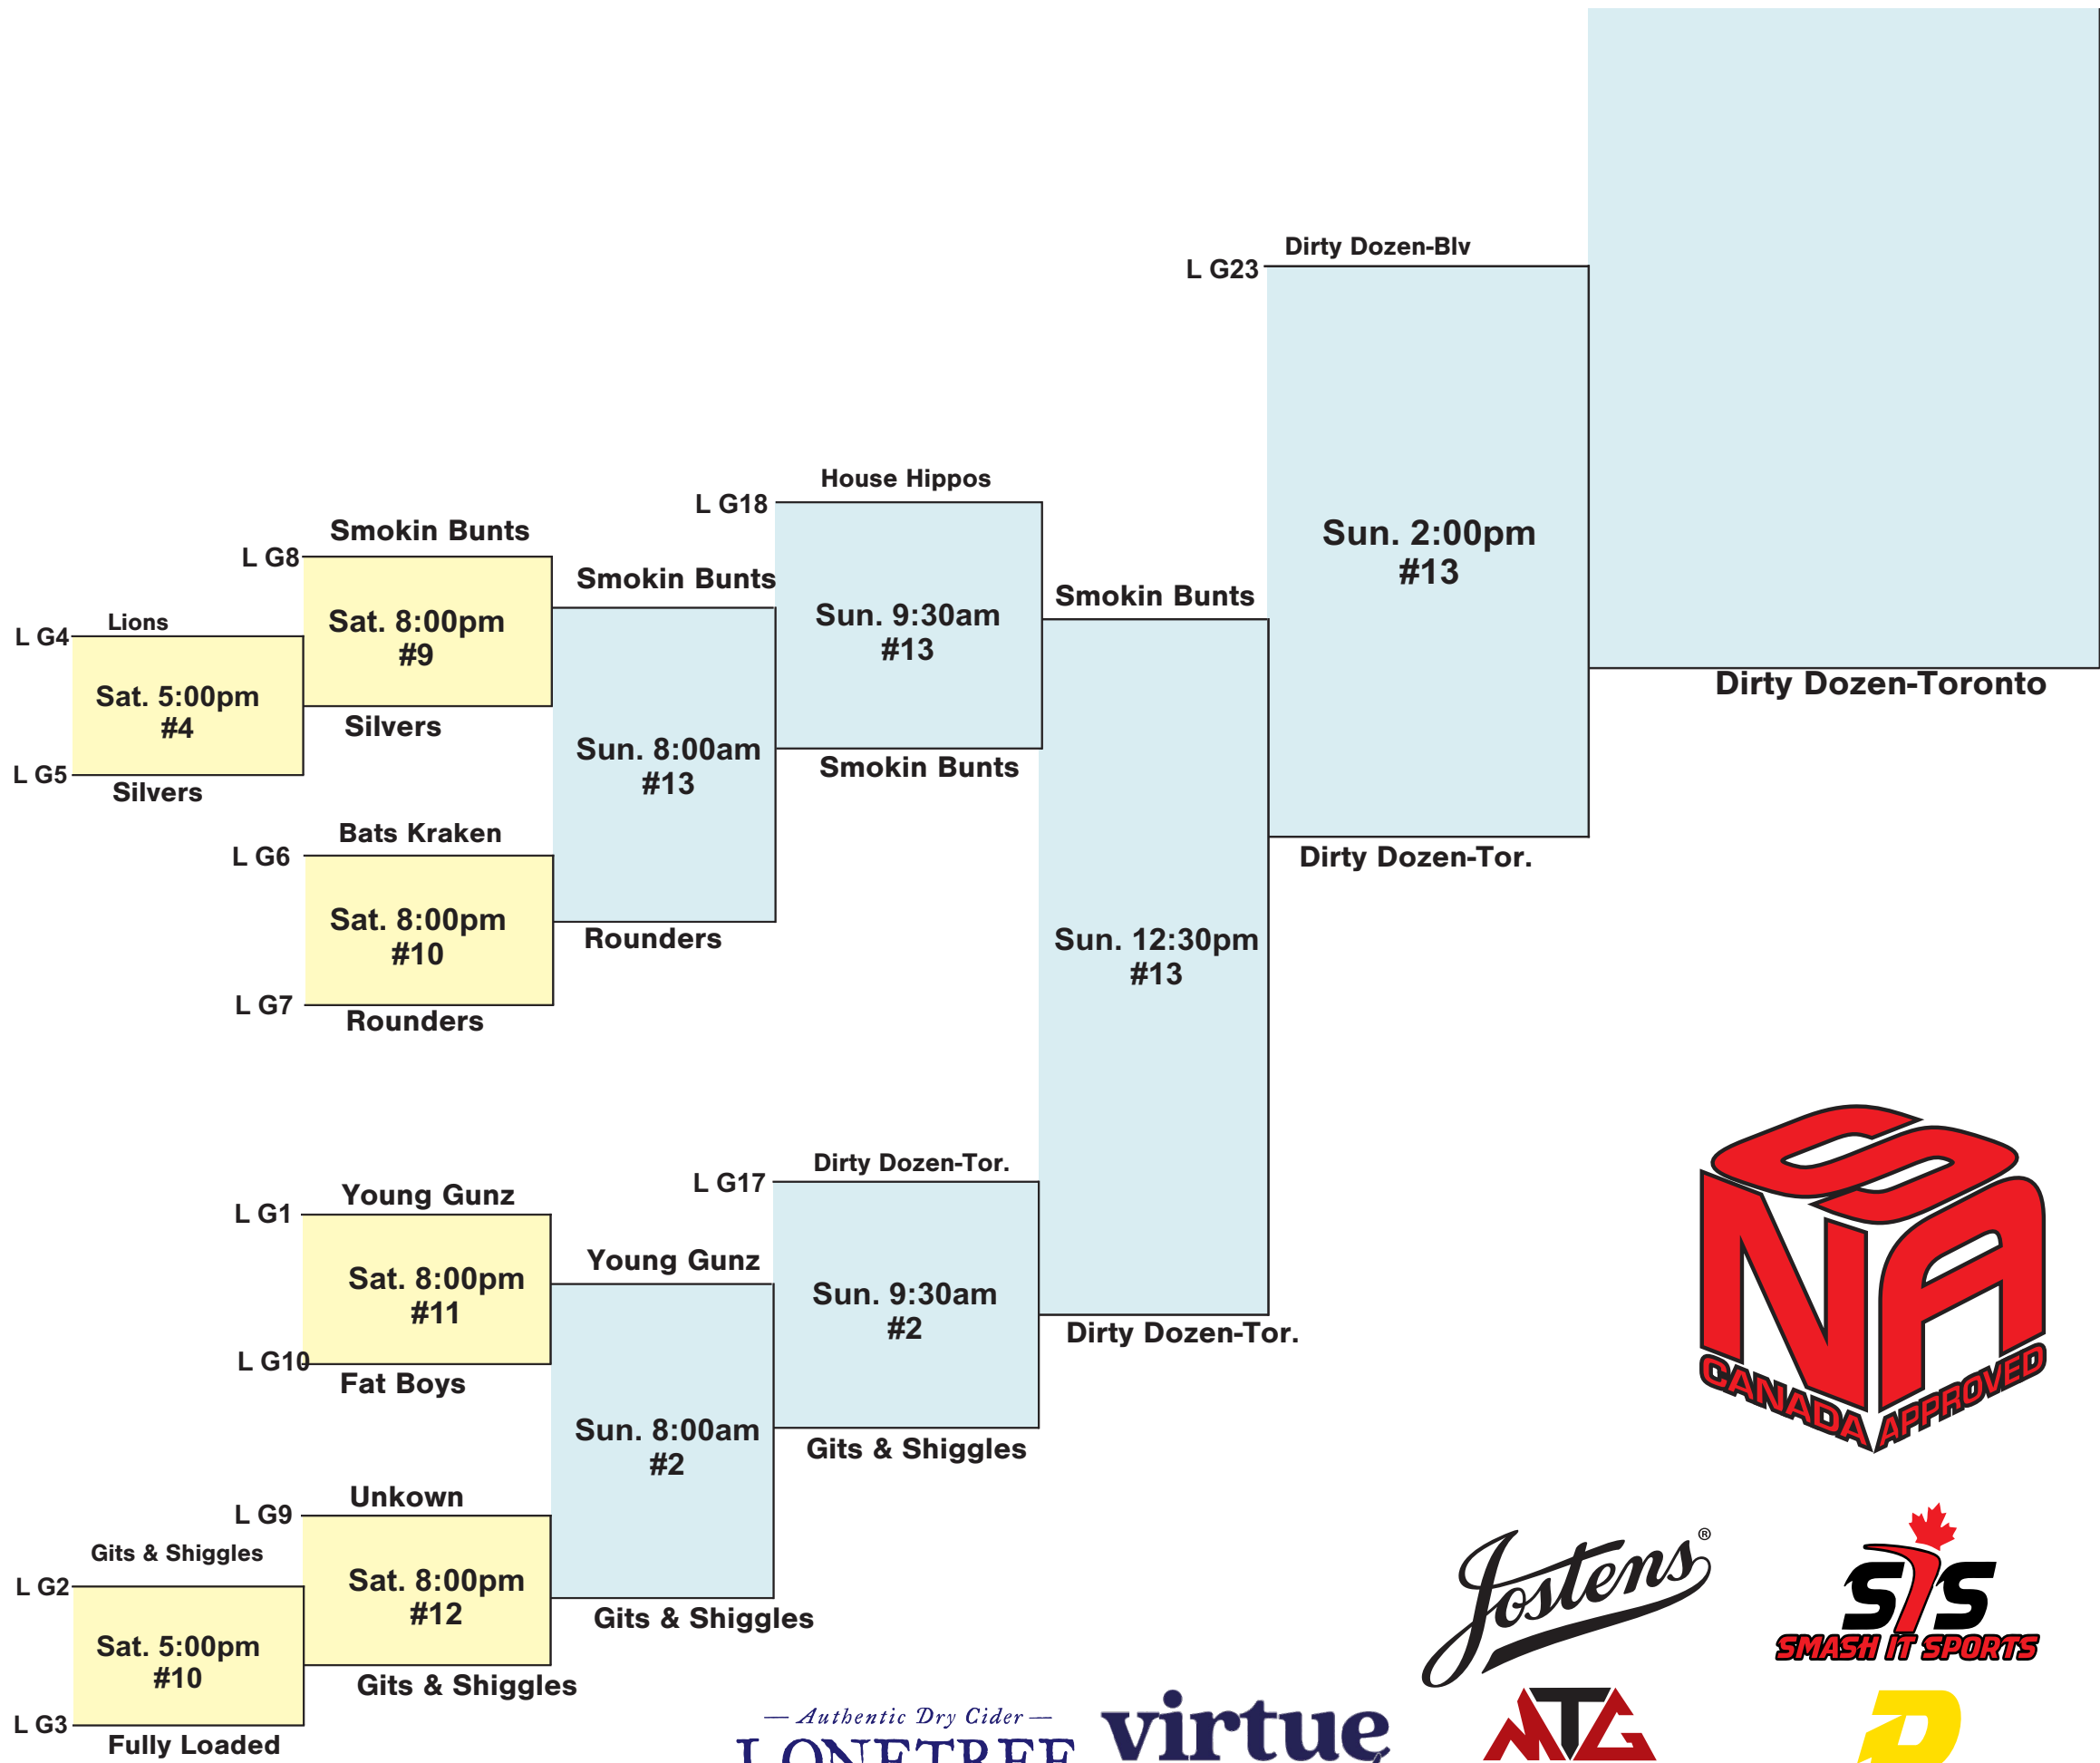 Dirty Dozen-Blv
L G23
Sun. 2:00pm
#13
Dirty Dozen-Toronto
House Hippos
L G18
Smokin Bunts
L G8
Smokin Bunts
Sun. 9:30am
#13
Smokin Bunts
Lions
L G4
Sat. 8:00pm
#9
Sat. 5:00pm
#4
Silvers
Sun. 8:00am
#13
Smokin Bunts
L G5
Silvers
Bats Kraken
L G6
Dirty Dozen-Tor.
Sat. 8:00pm
#10
Rounders
Sun. 12:30pm
#13
L G7
Rounders
Dirty Dozen-Tor.
L G17
Young Gunz
L G1
Young Gunz
Sat. 8:00pm
#11
Sun. 9:30am
#2
Dirty Dozen-Tor.
L G10
Fat Boys
Sun. 8:00am
#2
Gits & Shiggles
Unkown
L G9
Gits & Shiggles
L G2
Sat. 8:00pm
#12
Gits & Shiggles
Sat. 5:00pm
#10
Gits & Shiggles
L G3
Fully Loaded
SNA
CANADA APPROVED
Jostens®
SIS
SMASH IT SPORTS
— Authentic Dry Cider —
LONETREE
virtue
MTG
D